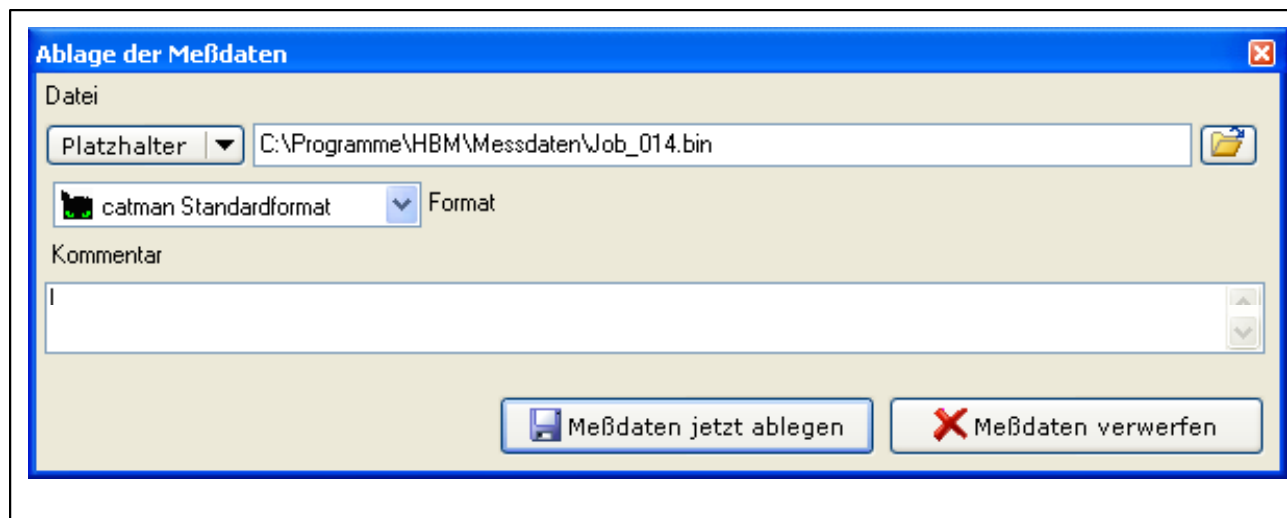 Ablage der Meßdaten
Datei
Platzhalter C:\Programme\HBM\Messdaten\Job_014.bin
catman Standardformat Format
Kommentar
Meßdaten jetzt ablegen Meßdaten verwerfen